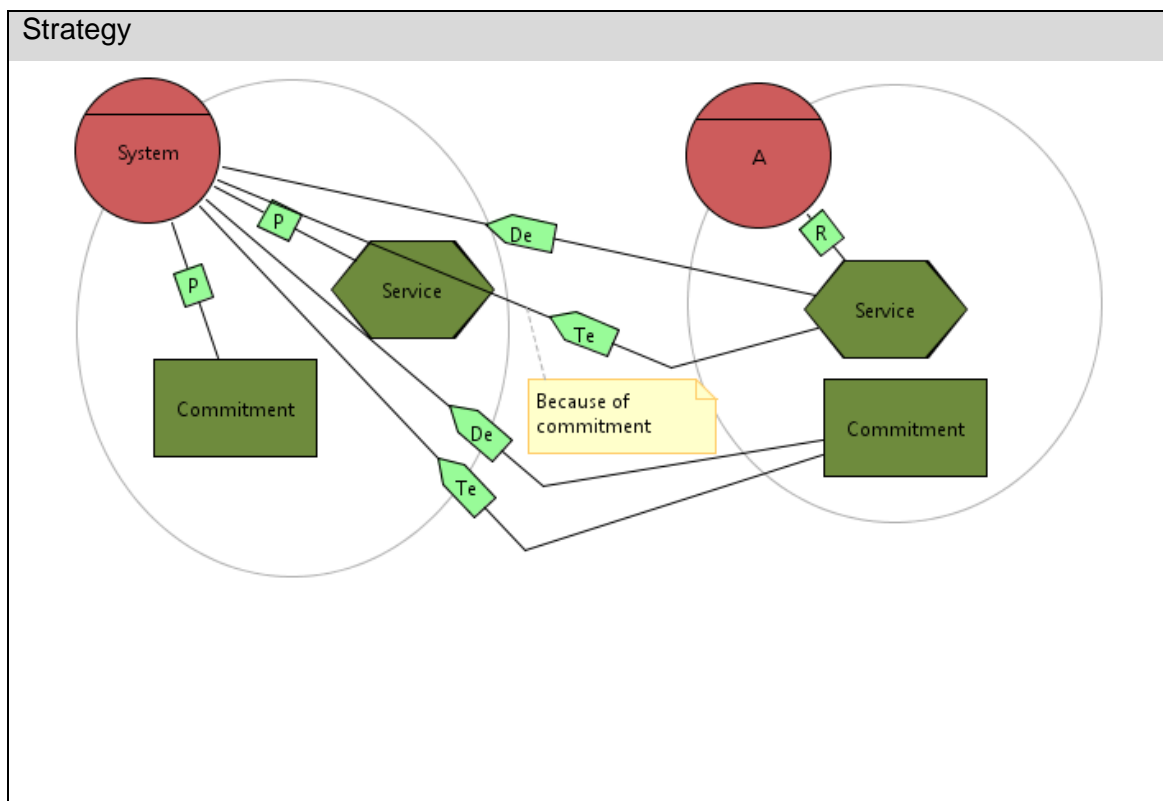 Strategy
System
A
P
De
R
P
Service
Service
Te
Because of
commitment
Commitment
De
Commitment
Te